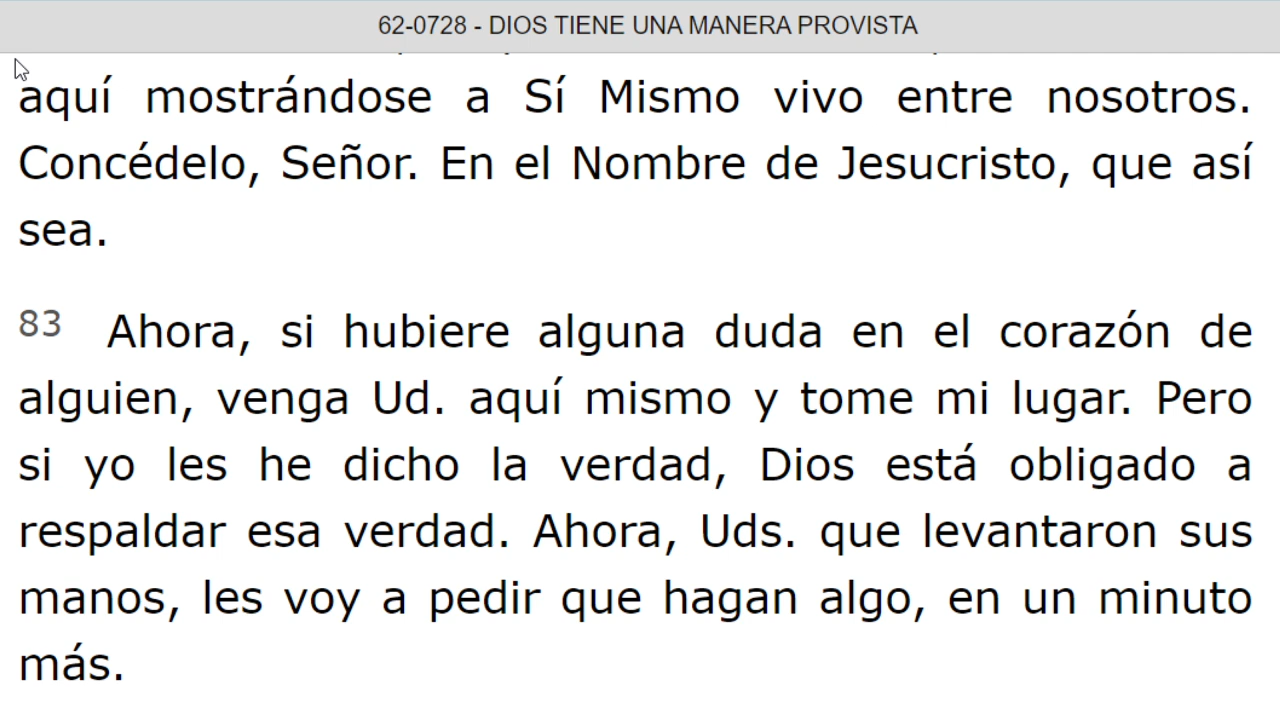 62-0728 - DIOS TIENE UNA MANERA PROVISTA
aquí mostrándose a Sí Mismo vivo entre nosotros.
Concédelo, Señor. En el Nombre de Jesucristo, que así
sea.
83 Ahora, si hubiere alguna duda en el corazón de
alguien, venga Ud. aquí mismo y tome mi lugar. Pero
si yo les he dicho la verdad, Dios está obligado a
respaldar esa verdad. Ahora, Uds. que levantaron sus
manos, les voy a pedir que hagan algo, en un minuto
más.